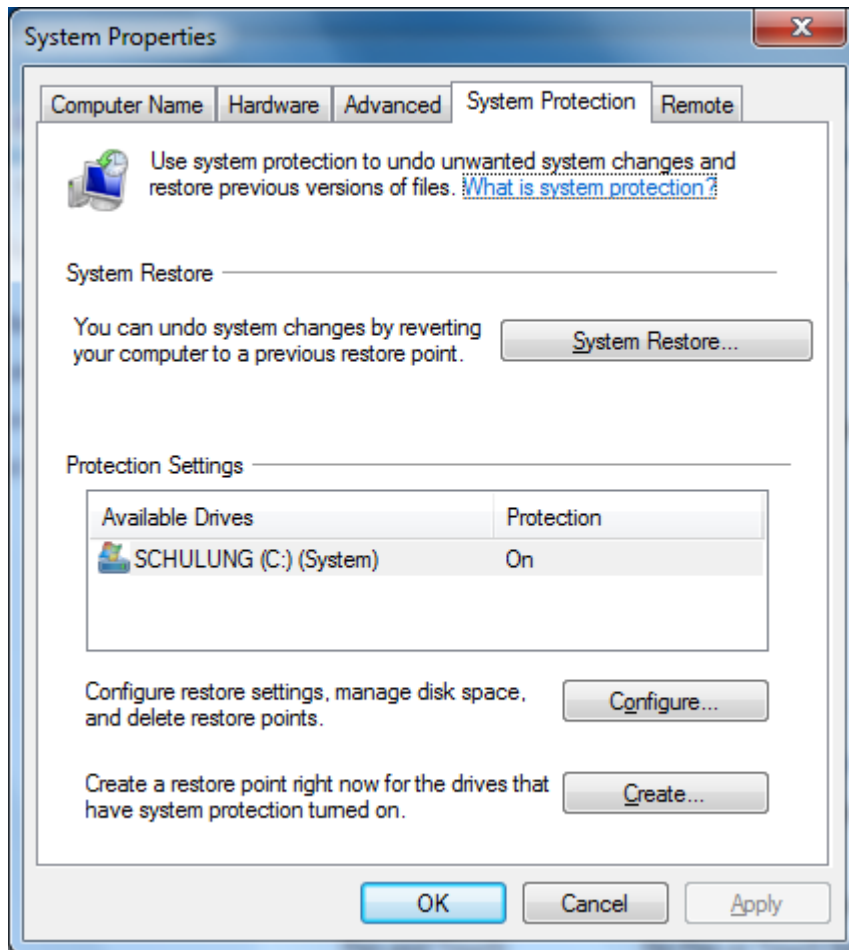 System Properties
Computer Name Hardware Advanced System Protection Remote
Use system protection to undo unwanted system changes and
restore previous versions of files. What is system protection?
System Restore
You can undo system changes by reverting
your computer to a previous restore point.
System Restore...
Protection Settings
Available Drives Protection
SCHULUNG (C:) (System) On
Configure restore settings, manage disk space,
and delete restore points.
Configure...
Create a restore point right now for the drives that
have system protection turned on.
Create...
OK Cancel Apply